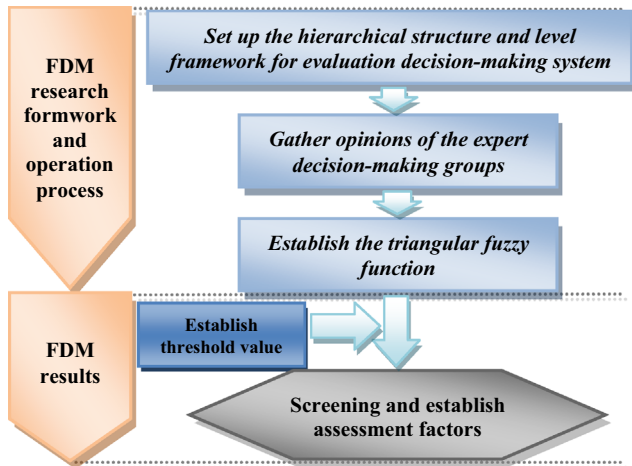 FDM
research
formwork
and
operation
process
Set up the hierarchical structure and level
framework for evaluation decision-making system
Gather opinions of the expert
decision-making groups
Establish the triangular fuzzy
function
FDM
results
Establish
threshold value
Screening and establish
assessment factors